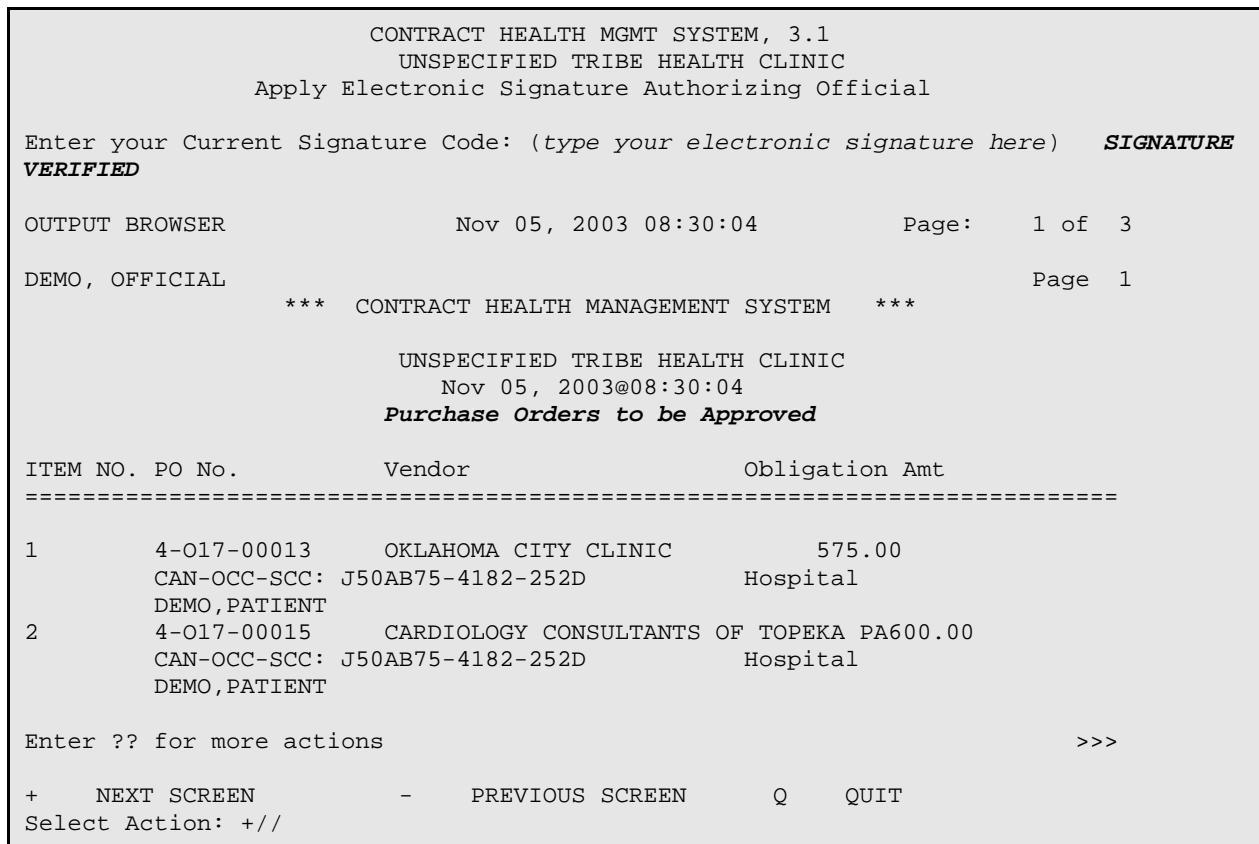 CONTRACT HEALTH MGMT SYSTEM, 3.1
UNSPECIFIED TRIBE HEALTH CLINIC
Apply Electronic Signature Authorizing Official
Enter your Current Signature Code: (type your electronic signature here) SIGNATURE
VERIFIED
OUTPUT BROWSER Nov 05, 2003 08:30:04 Page: 1 of 3
DEMO, OFFICIAL Page 1
*** CONTRACT HEALTH MANAGEMENT SYSTEM ***
UNSPECIFIED TRIBE HEALTH CLINIC
Nov 05, 2003@08:30:04
Purchase Orders to be Approved
ITEM NO. PO No. Vendor Obligation Amt
============================================================================
1 4-O17-00013 OKLAHOMA CITY CLINIC 575.00
CAN-OCC-SCC: J50AB75-4182-252D Hospital
DEMO,PATIENT
2 4-O17-00015 CARDIOLOGY CONSULTANTS OF TOPEKA PA600.00
CAN-OCC-SCC: J50AB75-4182-252D Hospital
DEMO,PATIENT
Enter ?? for more actions >>>
+ NEXT SCREEN - PREVIOUS SCREEN Q QUIT
Select Action: +//